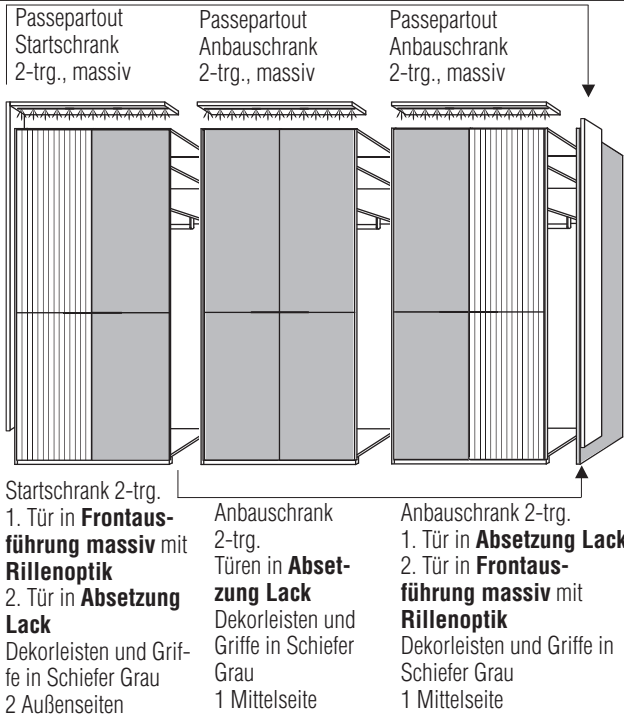 Passepartout
Startschrank
2-trg., massiv
Passepartout
Anbauschrank
2-trg., massiv
Passepartout
Anbauschrank
2-trg., massiv
Startschrank 2-trg.
1. Tür in Frontaus-
führung massiv mit
Rillenoptik
2. Tür in Absetzung
Lack
Dekorleisten und Grif-
fe in Schiefer Grau
2 Außenseiten
Anbauschrank
2-trg.
Türen in Abset-
zung Lack
Dekorleisten und
Griffe in Schiefer
Grau
1 Mittelseite
Anbauschrank 2-trg.
1. Tür in Absetzung Lack
2. Tür in Frontaus-
führung massiv mit
Rillenoptik
Dekorleisten und Griffe in
Schiefer Grau
1 Mittelseite